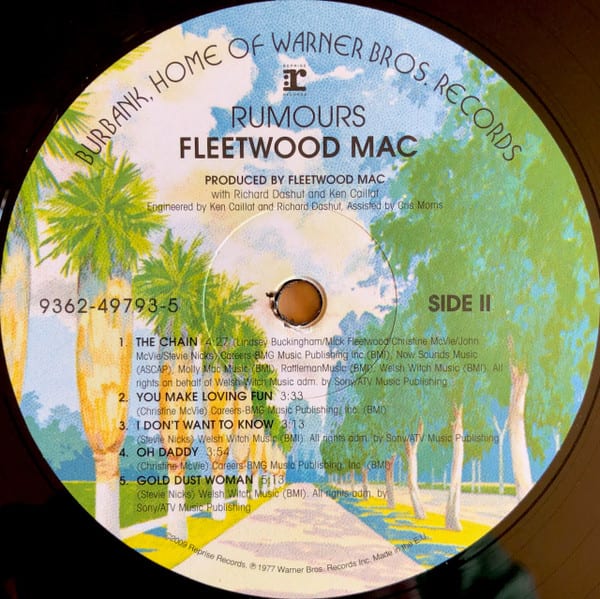 BURBANK, HOME OF WARNER BROS. RECORDS
REPRISE
r
RECORDS
RUMOURS
FLEETWOOD MAC
PRODUCED BY FLEETWOOD MAC
with Richard Dashut and Ken Caillat
Engineered by Ken Caillat and Richard Dashut, Assisted by Cris Morris
9362-49793-5
SIDE II
1. THE CHAIN 4:27 (Lindsey Buckingham/Mick Fleetwood/Christine McVie/John
McVie/Stevie Nicks) Careers-BMG Music Publishing Inc (BMI), Now Sounds Music
(ASCAP), Molly Mac Music (BMI), RattlemanMusic (BMI), Welsh Witch Music (BMI). All
rights on behalf of Welsh Witch Music adm. by Sony/ATV Music Publishing
2. YOU MAKE LOVING FUN 3:33
(Christine McVie) Careers-BMG Music Publishing, Inc. (BMI)
3. I DON'T WANT TO KNOW 3:13
(Stevie Nicks) Welsh Witch Music (BMI). All rights adm. by Sony/ATV Music Publishing
4. OH DADDY 3:54
(Christine McVie) Careers-BMG Music Publishing, Inc. (BMI)
5. GOLD DUST WOMAN 5:13
(Stevie Nicks) Welsh Witch Music (BMI). All rights adm. by
Sony/ATV Music Publishing
©2009 Reprise Records. ℗ 1977 Warner Bros. Records Inc. Made in the E.U.